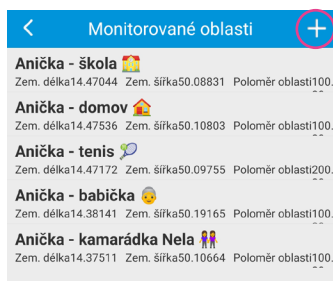 Monitorované oblasti
Anička - škola 🏫
Zem. délka14.47044 Zem. šířka50.08831 Poloměr oblasti100.
Anička - domov 🏠
Zem. délka14.47536 Zem. šířka50.10803 Poloměr oblasti100.
Anička - tenis 🎾
Zem. délka14.47172 Zem. šířka50.09755 Poloměr oblasti200.
Anička - babička 👵
Zem. délka14.38141 Zem. šířka50.19165 Poloměr oblasti100.
Anička - kamarádka Nela 👭
Zem. délka14.37511 Zem. šířka50.10664 Poloměr oblasti100.